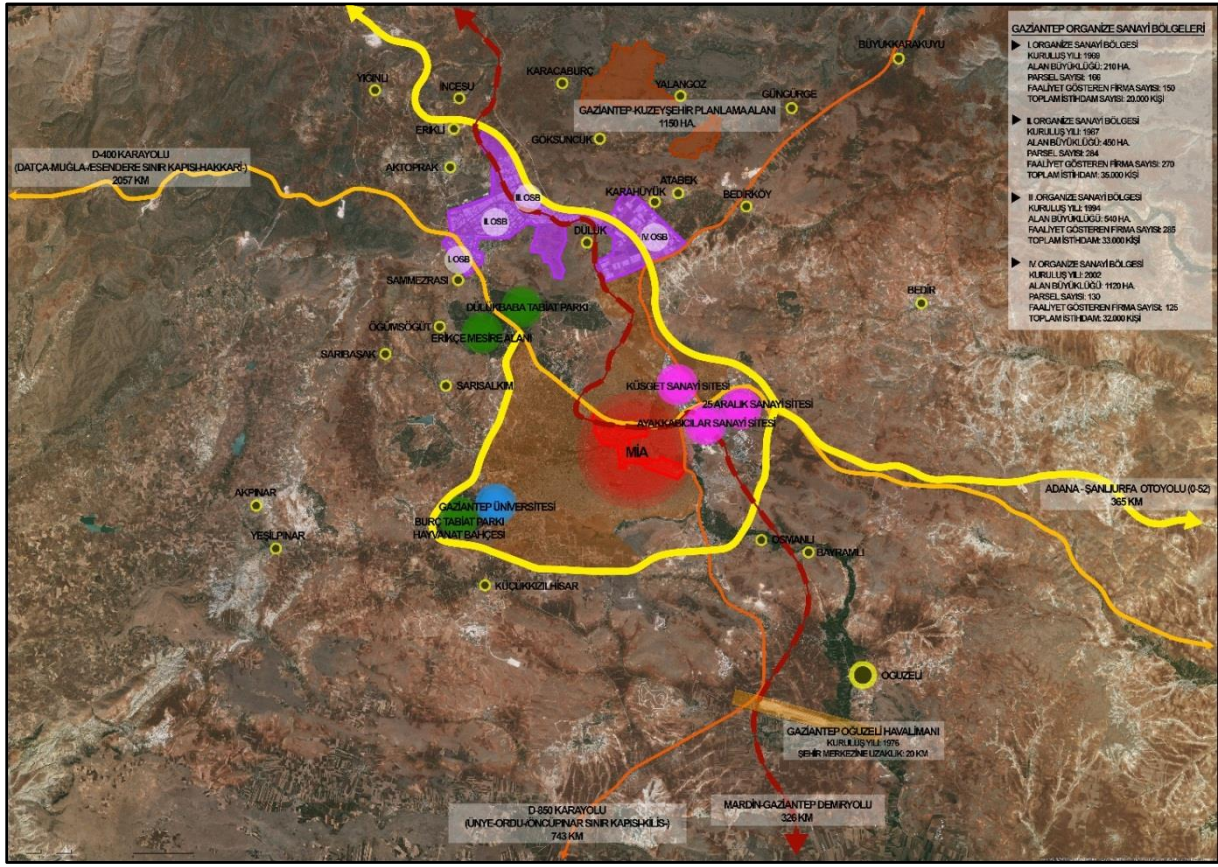 GAZİANTEP ORGANİZE SANAYİ BÖLGELERİ
I. ORGANİZE SANAYİ BÖLGESİ
KURULUŞ YILI: 1969
ALAN BÜYÜKLÜĞÜ: 210 HA.
PARSEL SAYISI: 166
FAALİYET GÖSTEREN FİRMA SAYISI: 150
TOPLAM İSTİHDAM SAYISI: 20.000 KİŞİ
II. ORGANİZE SANAYİ BÖLGESİ
KURULUŞ YILI: 1987
ALAN BÜYÜKLÜĞÜ: 450 HA.
PARSEL SAYISI: 284
FAALİYET GÖSTEREN FİRMA SAYISI: 270
TOPLAM İSTİHDAM: 35.000 KİŞİ
II .ORGANİZE SANAYİ BÖLGESİ
KURULUŞ YILI: 1994
ALAN BÜYÜKLÜĞÜ: 540 HA.
FAALİYET GÖSTEREN FİRMA SAYISI: 285
TOPLAM İSTİHDAM: 33.000 KİŞİ
IV. ORGANİZE SANAYİ BÖLGESİ
KURULUŞ YILI: 2002
ALAN BÜYÜKLÜĞÜ: 1120 HA.
PARSEL SAYISI: 130
FAALİYET GÖSTEREN FİRMA SAYISI: 125
TOPLAM İSTİHDAM: 32.000 KİŞİ
BÜYÜKKARAKUYU
KARACABURÇ
YIĞINLI
İNCESU
YALANGOZ
GÜNGÜRGE
GAZİANTEP-KUZEYŞEHİR PLANLAMA ALANI
1150 HA.
ERİKLİ
GÖKSUNCUK
D-400 KARAYOLU
(DATÇA-MUĞLA-/ESENDERE SINIR KAPISI-HAKKARİ-)
2057 KM
AKTOPRAK
ATABEK
KARAHÜYÜK
BEDİRKÖY
III. OSB
II. OSB
DÜLÜK
IV. OSB
I. OSB
SAMMEZRASI
BEDİR
DÜLÜKBABA TABİAT PARKI
ÖĞÜMSÖĞÜT
ERİKÇE MESİRE ALANI
SARIBAŞAK
SARISALKIM
KÜSGET SANAYİ SİTESİ
25 ARALIK SANAYİ SİTESİ
AYAKKABICILAR SANAYİ SİTESİ
MİA
ADANA - ŞANLIURFA OTOYOLU (0-52)
365 KM
AKPINAR
GAZİANTEP ÜNİVERSİTESİ
BURÇ TABİAT PARKI
HAYVANAT BAHÇESİ
YEŞİLPINAR
OSMANLI
BAYRAMLI
KÜÇÜKKIZILHİSAR
OĞUZELİ
GAZİANTEP OĞUZELİ HAVALİMANI
KURULUŞ YILI: 1976
ŞEHİR MERKEZİNE UZAKLIK: 20 KM
D-850 KARAYOLU
(ÜNYE-ORDU-/ÖNCÜPINAR SINIR KAPISI-KİLİS-)
743 KM
MARDİN-GAZİANTEP DEMİRYOLU
326 KM